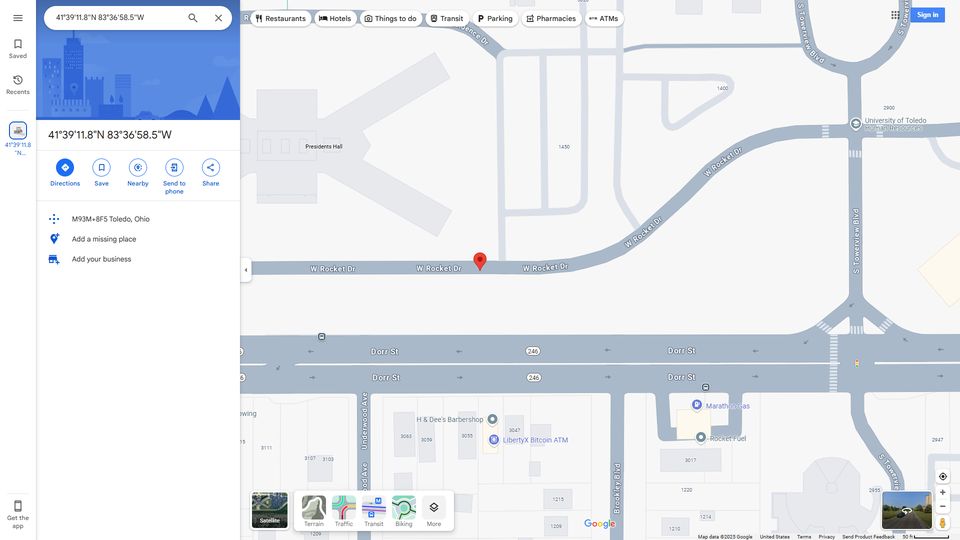 41°39'11.8"N 83°36'58.5"W
Restaurants
Hotels
Things to do
Transit
Parking
Pharmacies
ATMs
Sign in
Saved
Recents
41°39'11.8
"N...
41°39'11.8"N 83°36'58.5"W
Directions
Save
Nearby
Send to
phone
Share
M93M+8F5 Toledo, Ohio
Add a missing place
Add your business
Get the
app
S Towerview Blvd
1400
2900
University of Toledo
Human Resources
Presidents Hall
1450
W Rocket Dr
W Rocket Dr
W Rocket Dr
W Rocket Dr
W Rocket Dr
S Towerview Blvd
Dorr St
246
Dorr St
Dorr St
246
Dorr St
Underwood Ave
H & Dee's Barbershop
3047
LibertyX Bitcoin ATM
3063
3059
3055
3111
3107
3103
Marathon Gas
Rocket Fuel
3017
2947
Brookley Blvd
1220
2955
1215
1209
1209
1214
1210
Satellite
Terrain
Traffic
Transit
Biking
More
Google
Map data ©2025 Google
United States
Terms
Privacy
Send Product Feedback
50 ft